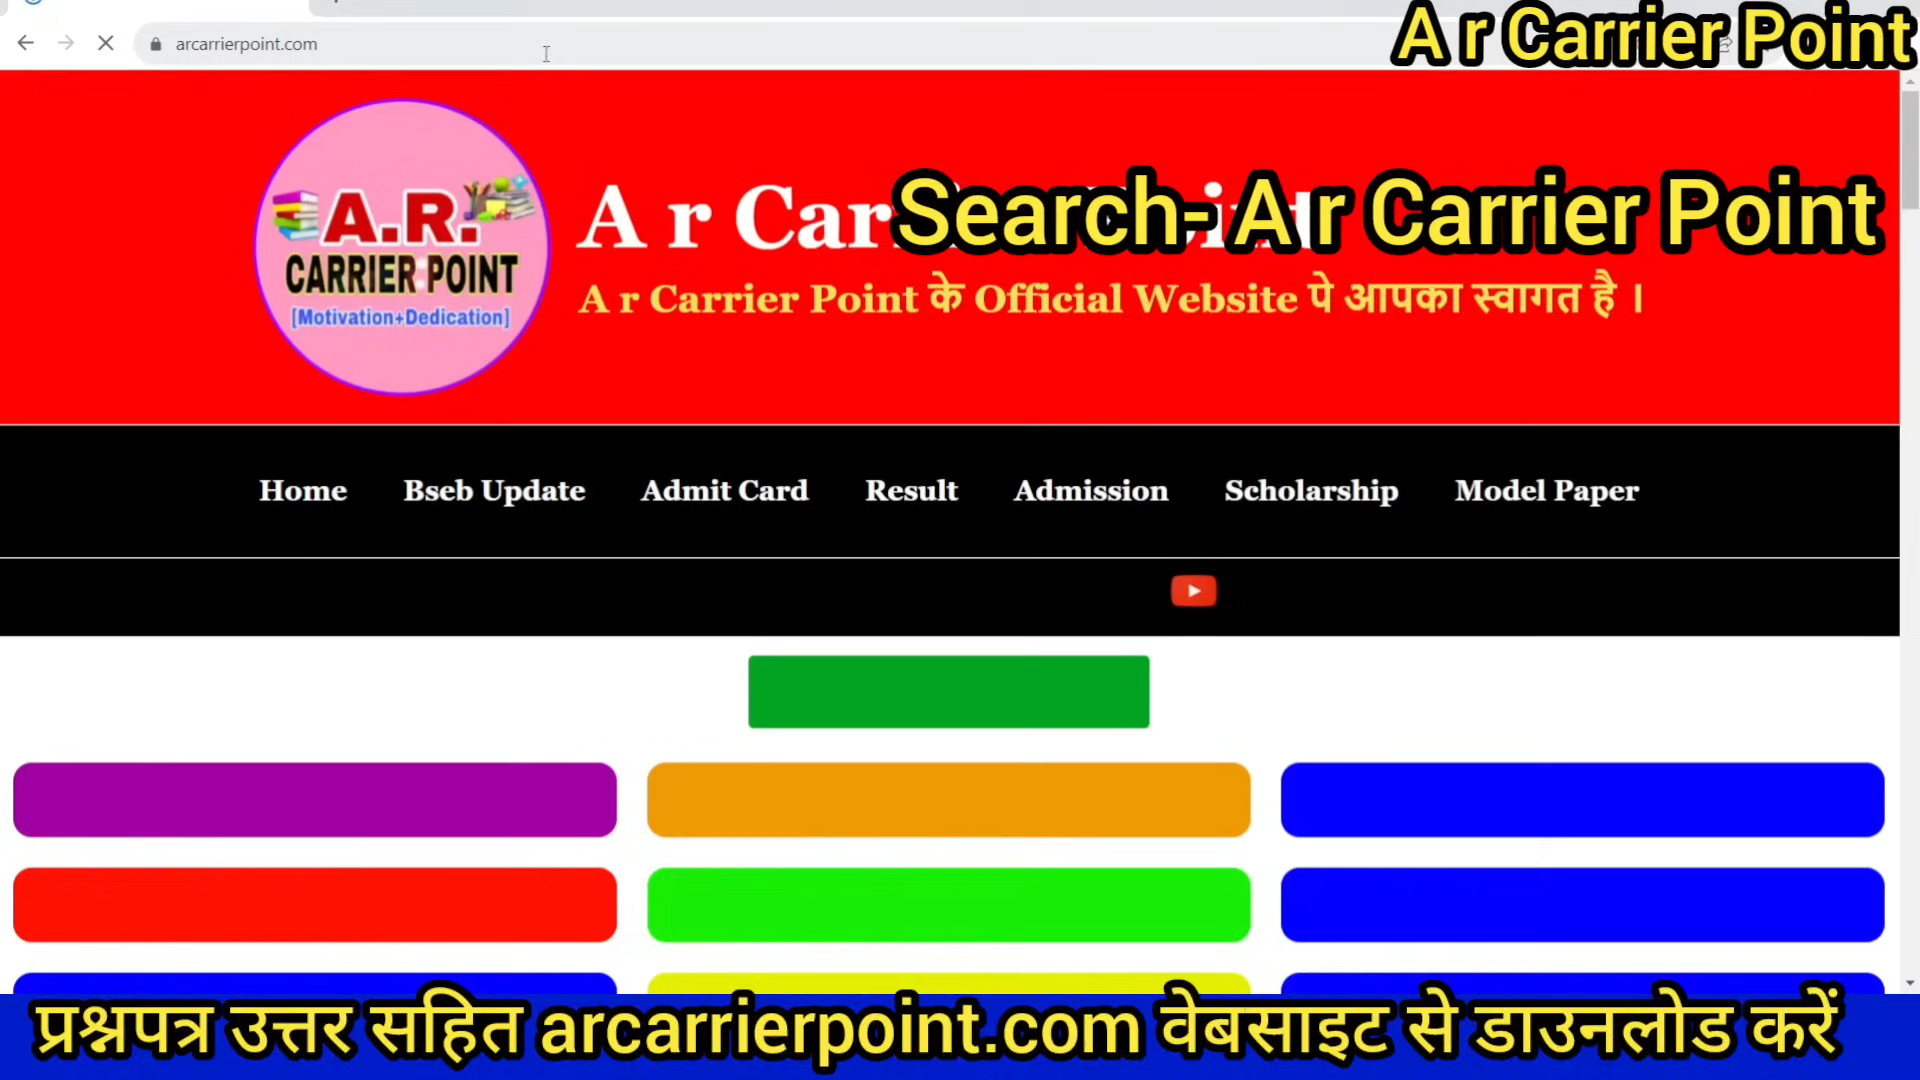 A r Carrier Point
arcarrierpoint.com
Search- A r Carrier Point
A r Car
A.R.
CARRIER POINT
[Motivation+Dedication]
A r Carrier Point के Official Website पे आपका स्वागत है ।
Home Bseb Update Admit Card Result Admission Scholarship Model Paper
प्रश्नपत्र उत्तर सहित arcarrierpoint.com वेबसाइट से डाउनलोड करें